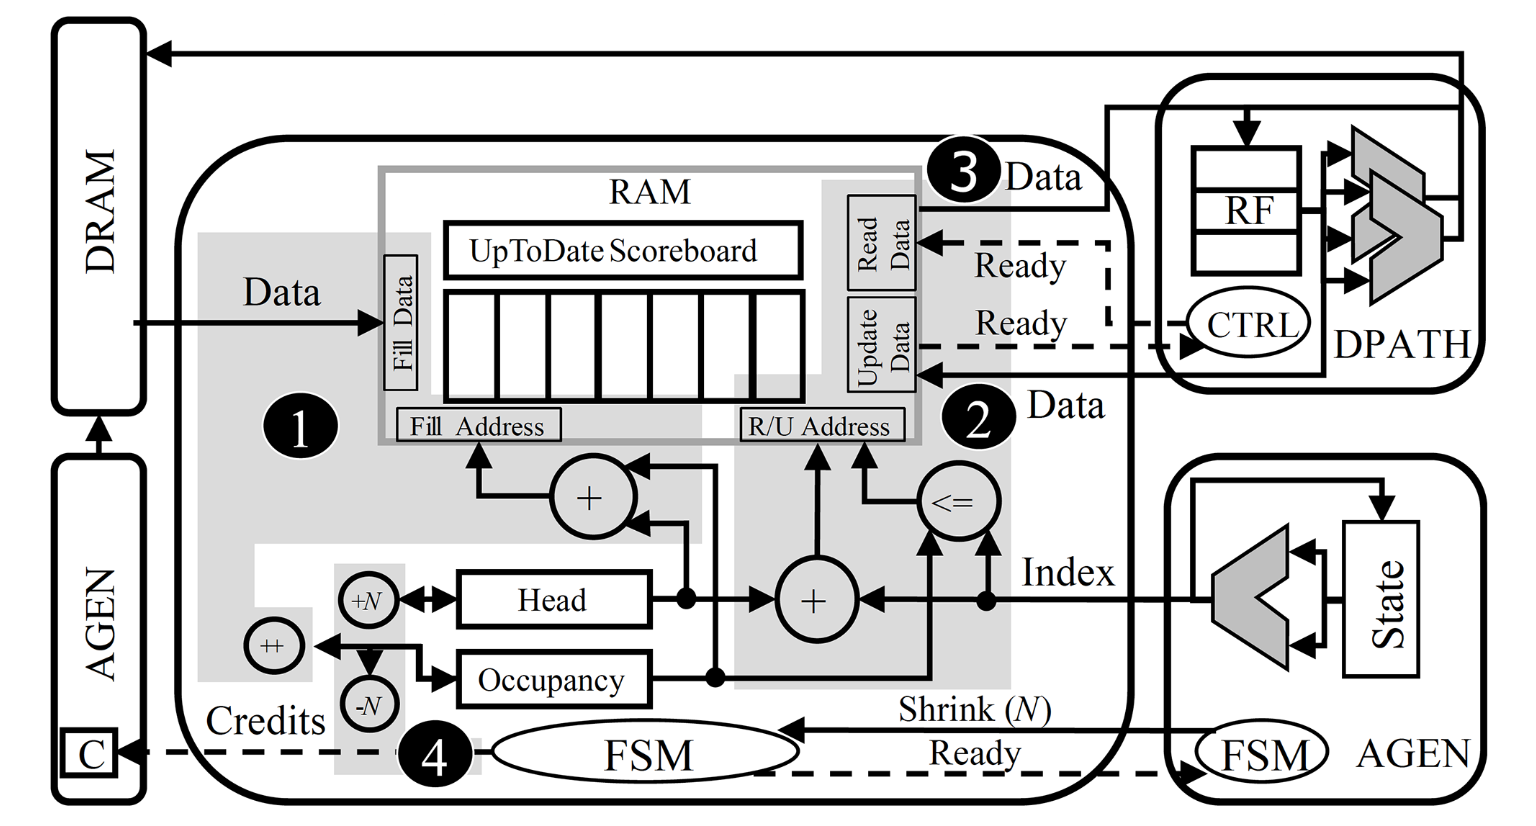 DRAM
AGEN
C
Data
Credits
1
RAM
UpToDate Scoreboard
Fill Data
Fill Address
R/U Address
Read
Data
Update
Data
3
Data
Ready
Ready
2
Data
+
<=
+N
Head
+
Index
++
Occupancy
-N
4
FSM
Shrink (N)
Ready
RF
CTRL
DPATH
State
FSM
AGEN